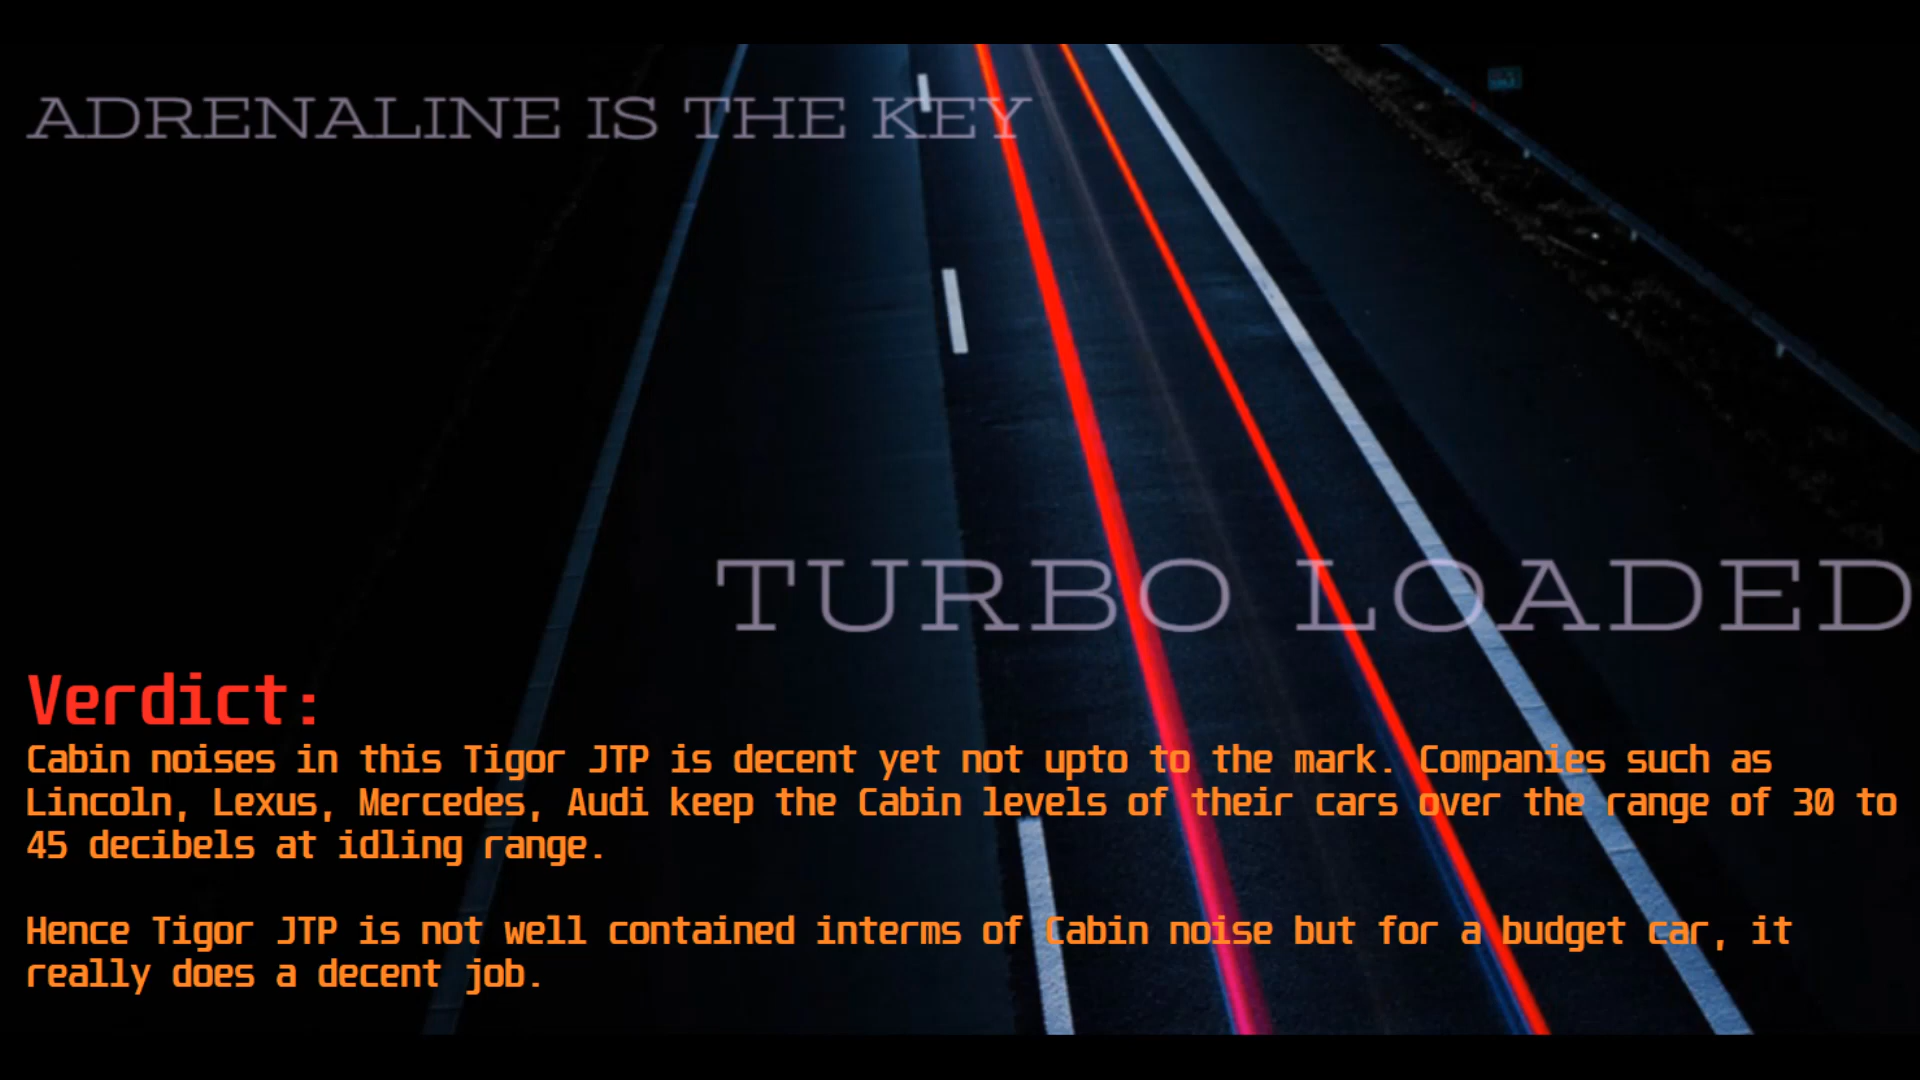 ADRENALINE IS THE KEY
TURBO LOADED
Verdict:
Cabin noises in this Tigor JTP is decent yet not upto to the mark. Companies such as
Lincoln, Lexus, Mercedes, Audi keep the Cabin levels of their cars over the range of 30 to
45 decibels at idling range.
Hence Tigor JTP is not well contained interms of Cabin noise but for a budget car, it
really does a decent job.